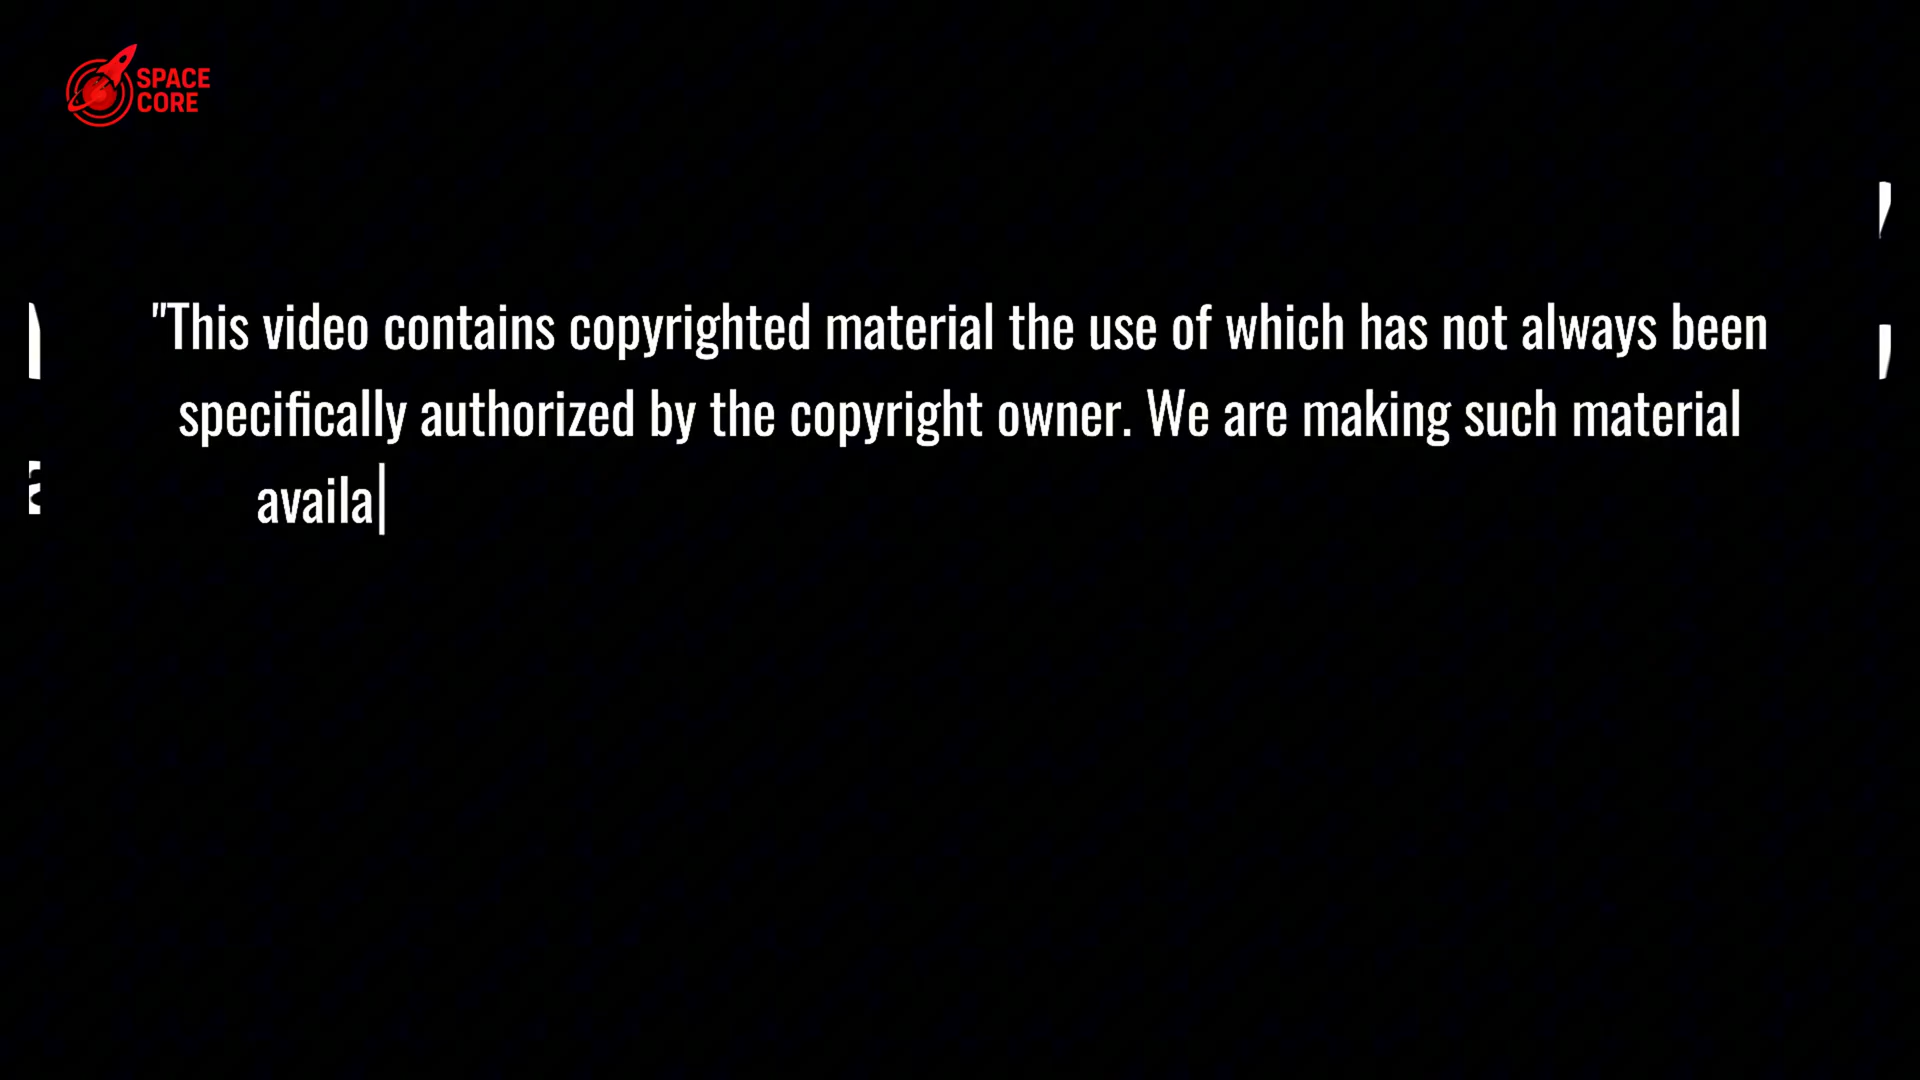 SPACE
CORE
"This video contains copyrighted material the use of which has not always been
specifically authorized by the copyright owner. We are making such material
availa